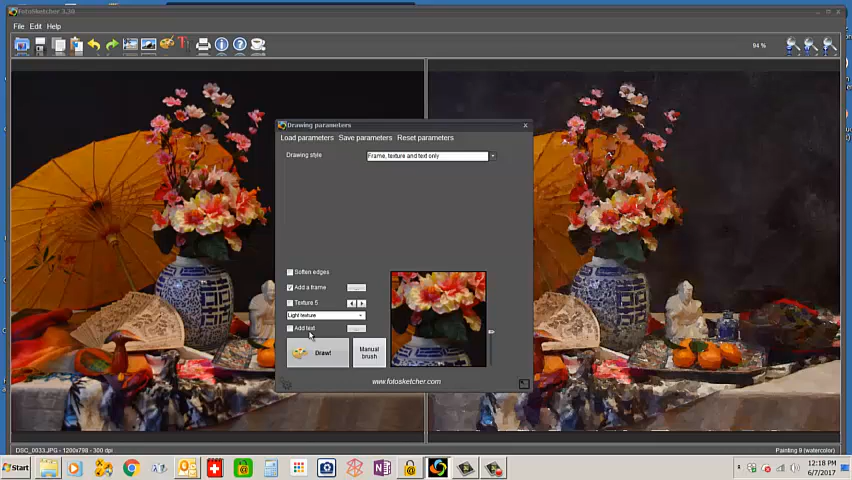 FotoSketcher 3.30
File Edit Help
94 %
Drawing parameters
Load parameters Save parameters Reset parameters
Drawing style
Frame, texture and text only
Soften edges
Add a frame
Texture 5
Light texture
Add text
Draw!
Manual
brush
www.fotosketcher.com
DSC_0033.JPG - 1200x798 - 300 dpi
Painting 9 (watercolor)
Start
12:18 PM
6/7/2017